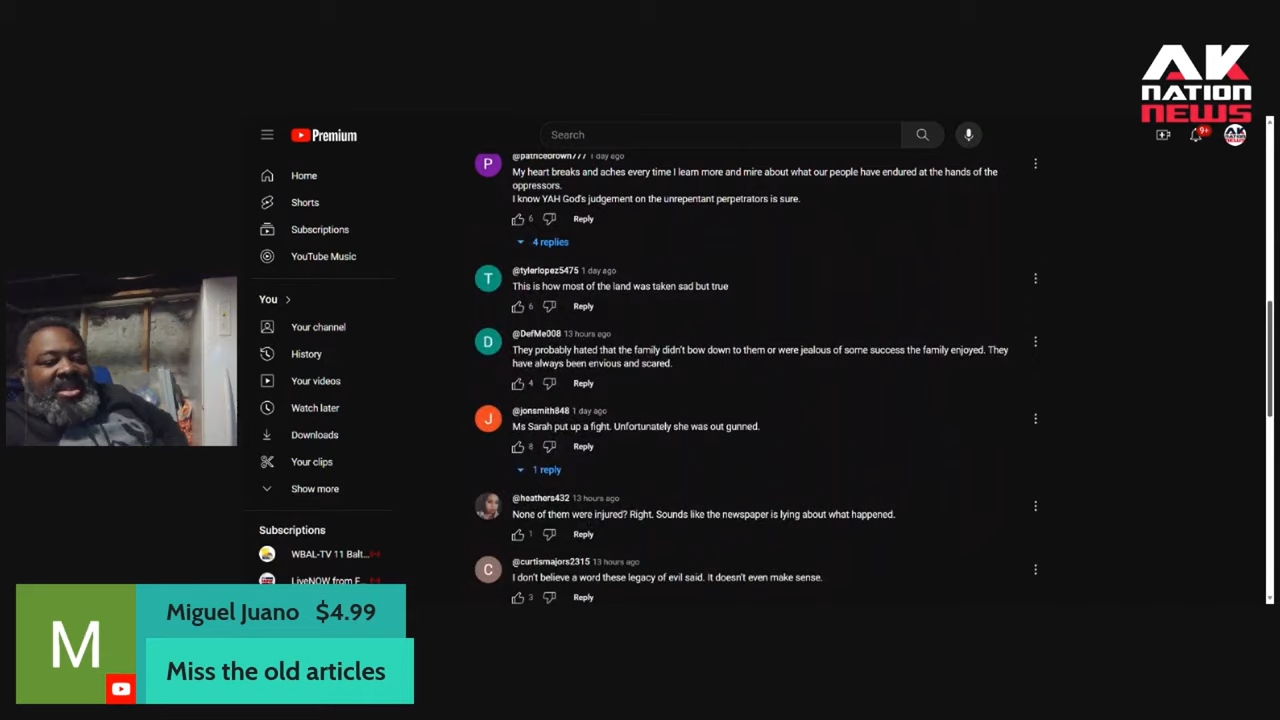 AK
NATION
NEWS
Premium
Search
9+
AK
NATION
NEWS
Home
Shorts
Subscriptions
YouTube Music
You
Your channel
History
Your videos
Watch later
Downloads
Your clips
Show more
Subscriptions
WBAL-TV 11 Balt...
LiveNOW from F...
P
@patricebrown777 1 day ago
My heart breaks and aches every time I learn more and mire about what our people have endured at the hands of the
oppressors.
I know YAH God's judgement on the unrepentant perpetrators is sure.
6 Reply
4 replies
T
@tylerlopez5475 1 day ago
This is how most of the land was taken sad but true
6 Reply
D
@DefMe008 13 hours ago
They probably hated that the family didn't bow down to them or were jealous of some success the family enjoyed. They
have always been envious and scared.
4 Reply
J
@jonsmith848 1 day ago
Ms Sarah put up a fight. Unfortunately she was out gunned.
8 Reply
1 reply
@heathers432 13 hours ago
None of them were injured? Right. Sounds like the newspaper is lying about what happened.
1 Reply
C
@curtismajors2315 13 hours ago
I don't believe a word these legacy of evil said. It doesn't even make sense.
3 Reply
M
Miguel Juano $4.99
Miss the old articles